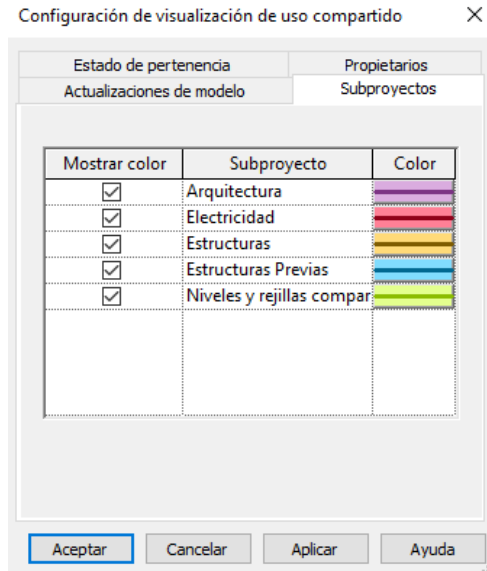 Configuración de visualización de uso compartido
Estado de pertenencia Propietarios
Actualizaciones de modelo Subproyectos
Mostrar color Subproyecto Color
Arquitectura
Electricidad
Estructuras
Estructuras Previas
Niveles y rejillas compar
Aceptar Cancelar Aplicar Ayuda